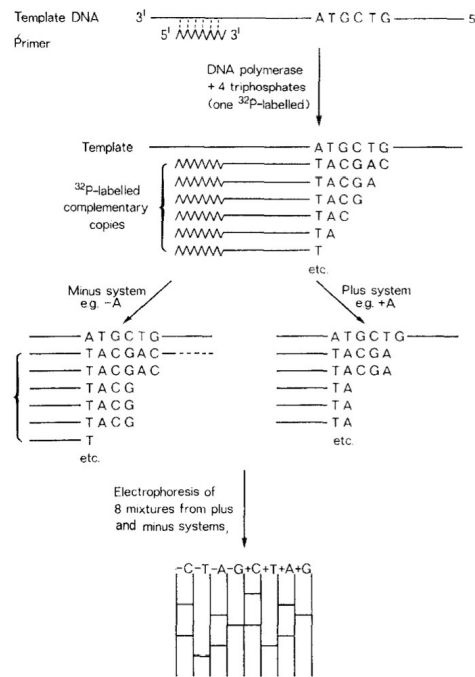 Template DNA 3' ATGCTG 5'
Primer 5' 3'
DNA polymerase
+ 4 triphosphates
(one ³²P-labelled)
Template ATGCTG
³²P-labelled
complementary
copies
TACGAC
TACGA
TACG
TAC
TA
T
etc.
Minus system
e.g. -A
Plus system
e.g. +A
ATGCTG
TACGAC
TACGAC
TACG
TACG
TACG
T
etc.
ATGCTG
TACGA
TACGA
TA
TA
TA
etc.
Electrophoresis of
8 mixtures from plus
and minus systems,
-C-T-A-G+C+T+A+G